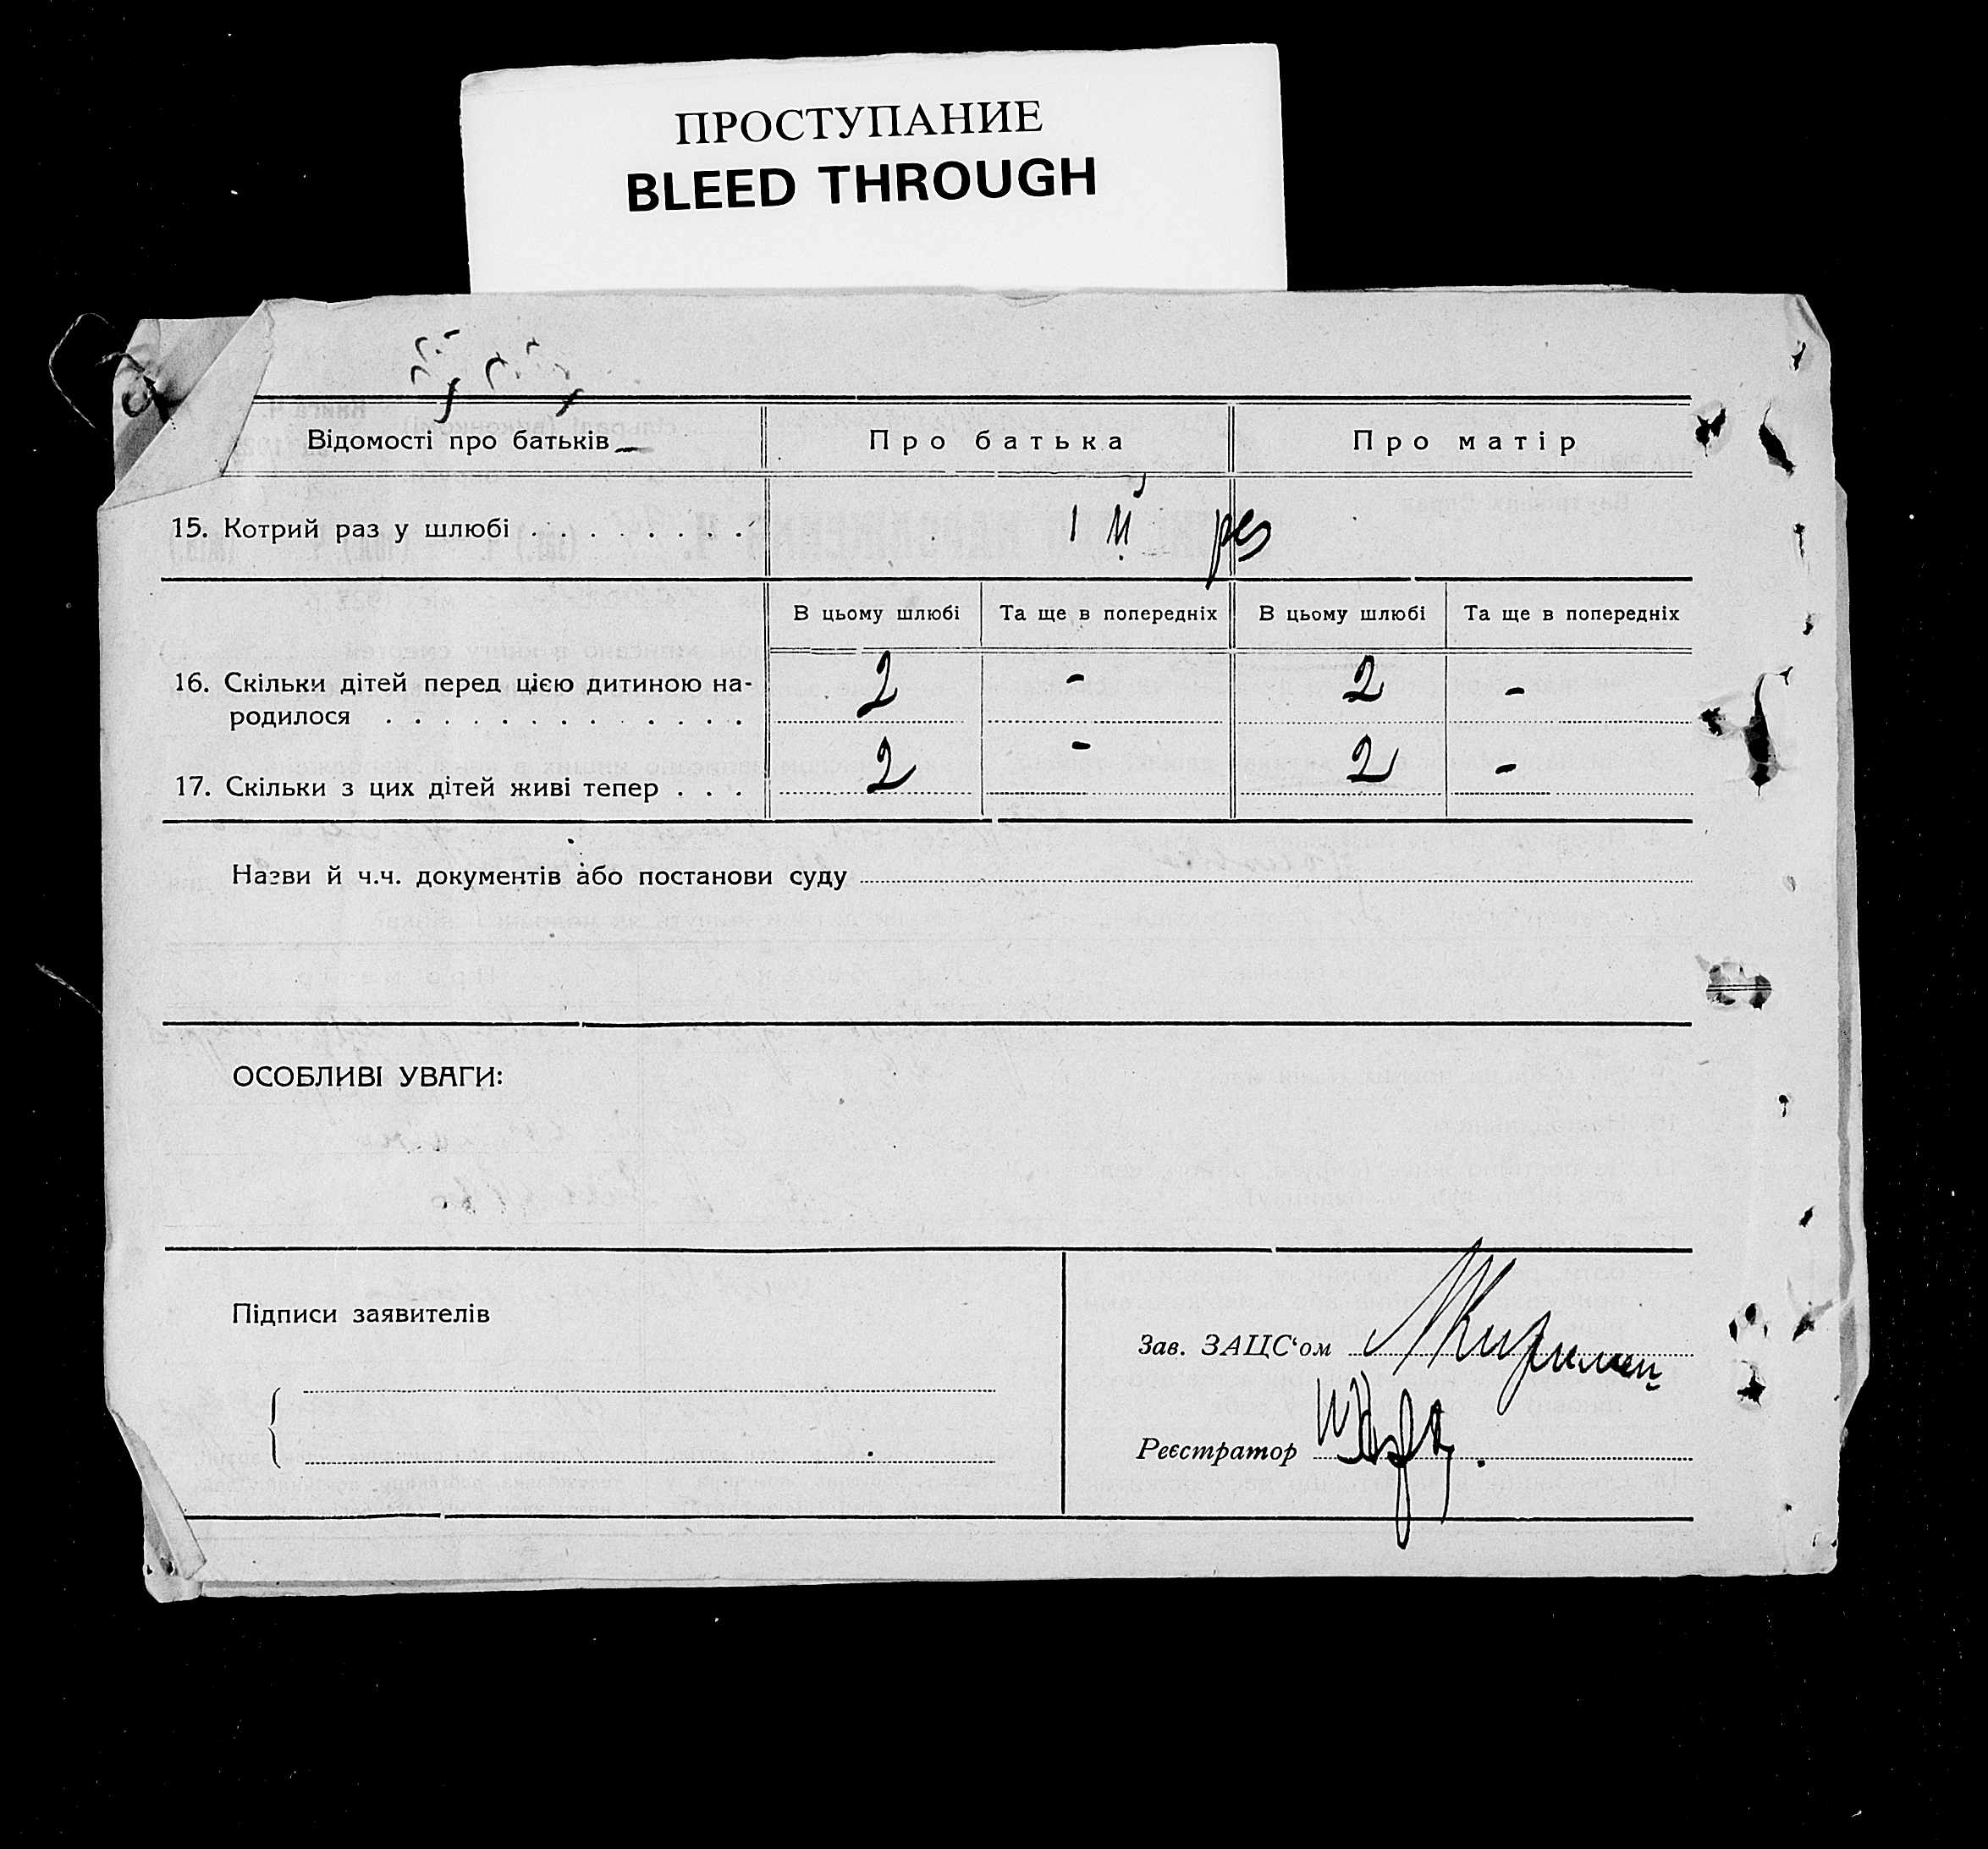 ПРОСТУПАНИЕ
BLEED THROUGH
Відомості про батьків Про батька Про матір
15. Котрий раз у шлюбі . . . . . . . . 1 й рез
В цьому шлюбі Та ще в попередніх В цьому шлюбі Та ще в попередніх
16. Скільки дітей перед цією дитиною на-
родилося . . . . . . . . . . . . . 2 - 2 -
17. Скільки з цих дітей живі тепер . . . 2 - 2 -
Назви й ч.ч. документів або постанови суду
ОСОБЛИВІ УВАГИ:
Підписи заявителів
Зав. ЗАЦС‘ом
Реєстратор